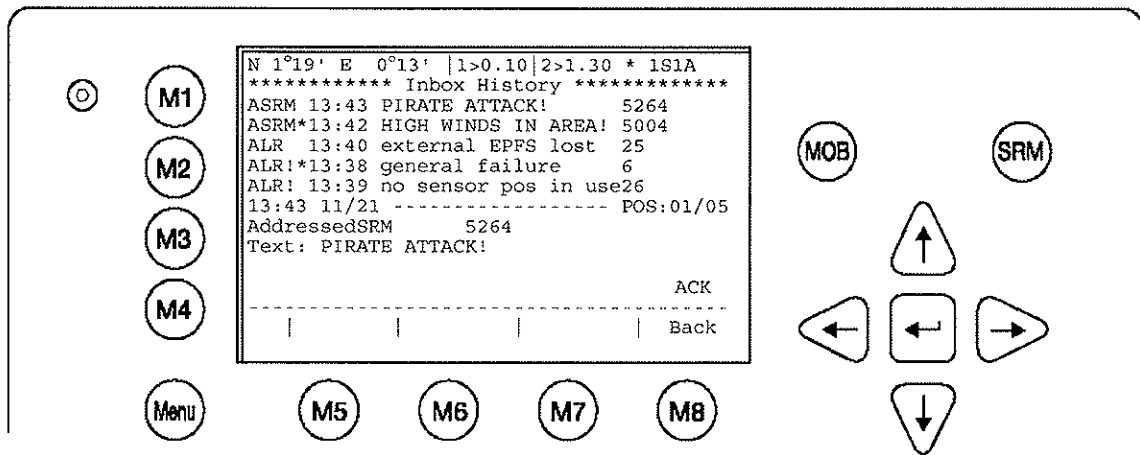 N 1°19' E 0°13' |1>0.10|2>1.30 * 1S1A
************ Inbox History *************
ASRM 13:43 PIRATE ATTACK! 5264
ASRM*13:42 HIGH WINDS IN AREA! 5004
ALR 13:40 external EPFS lost 25
ALR!*13:38 general failure 6
ALR! 13:39 no sensor pos in use26
13:43 11/21 ------------------ POS:01/05
AddressedSRM 5264
Text: PIRATE ATTACK!
ACK
Back
M1
M2
M3
M4
Menu
M5
M6
M7
M8
MOB
SRM